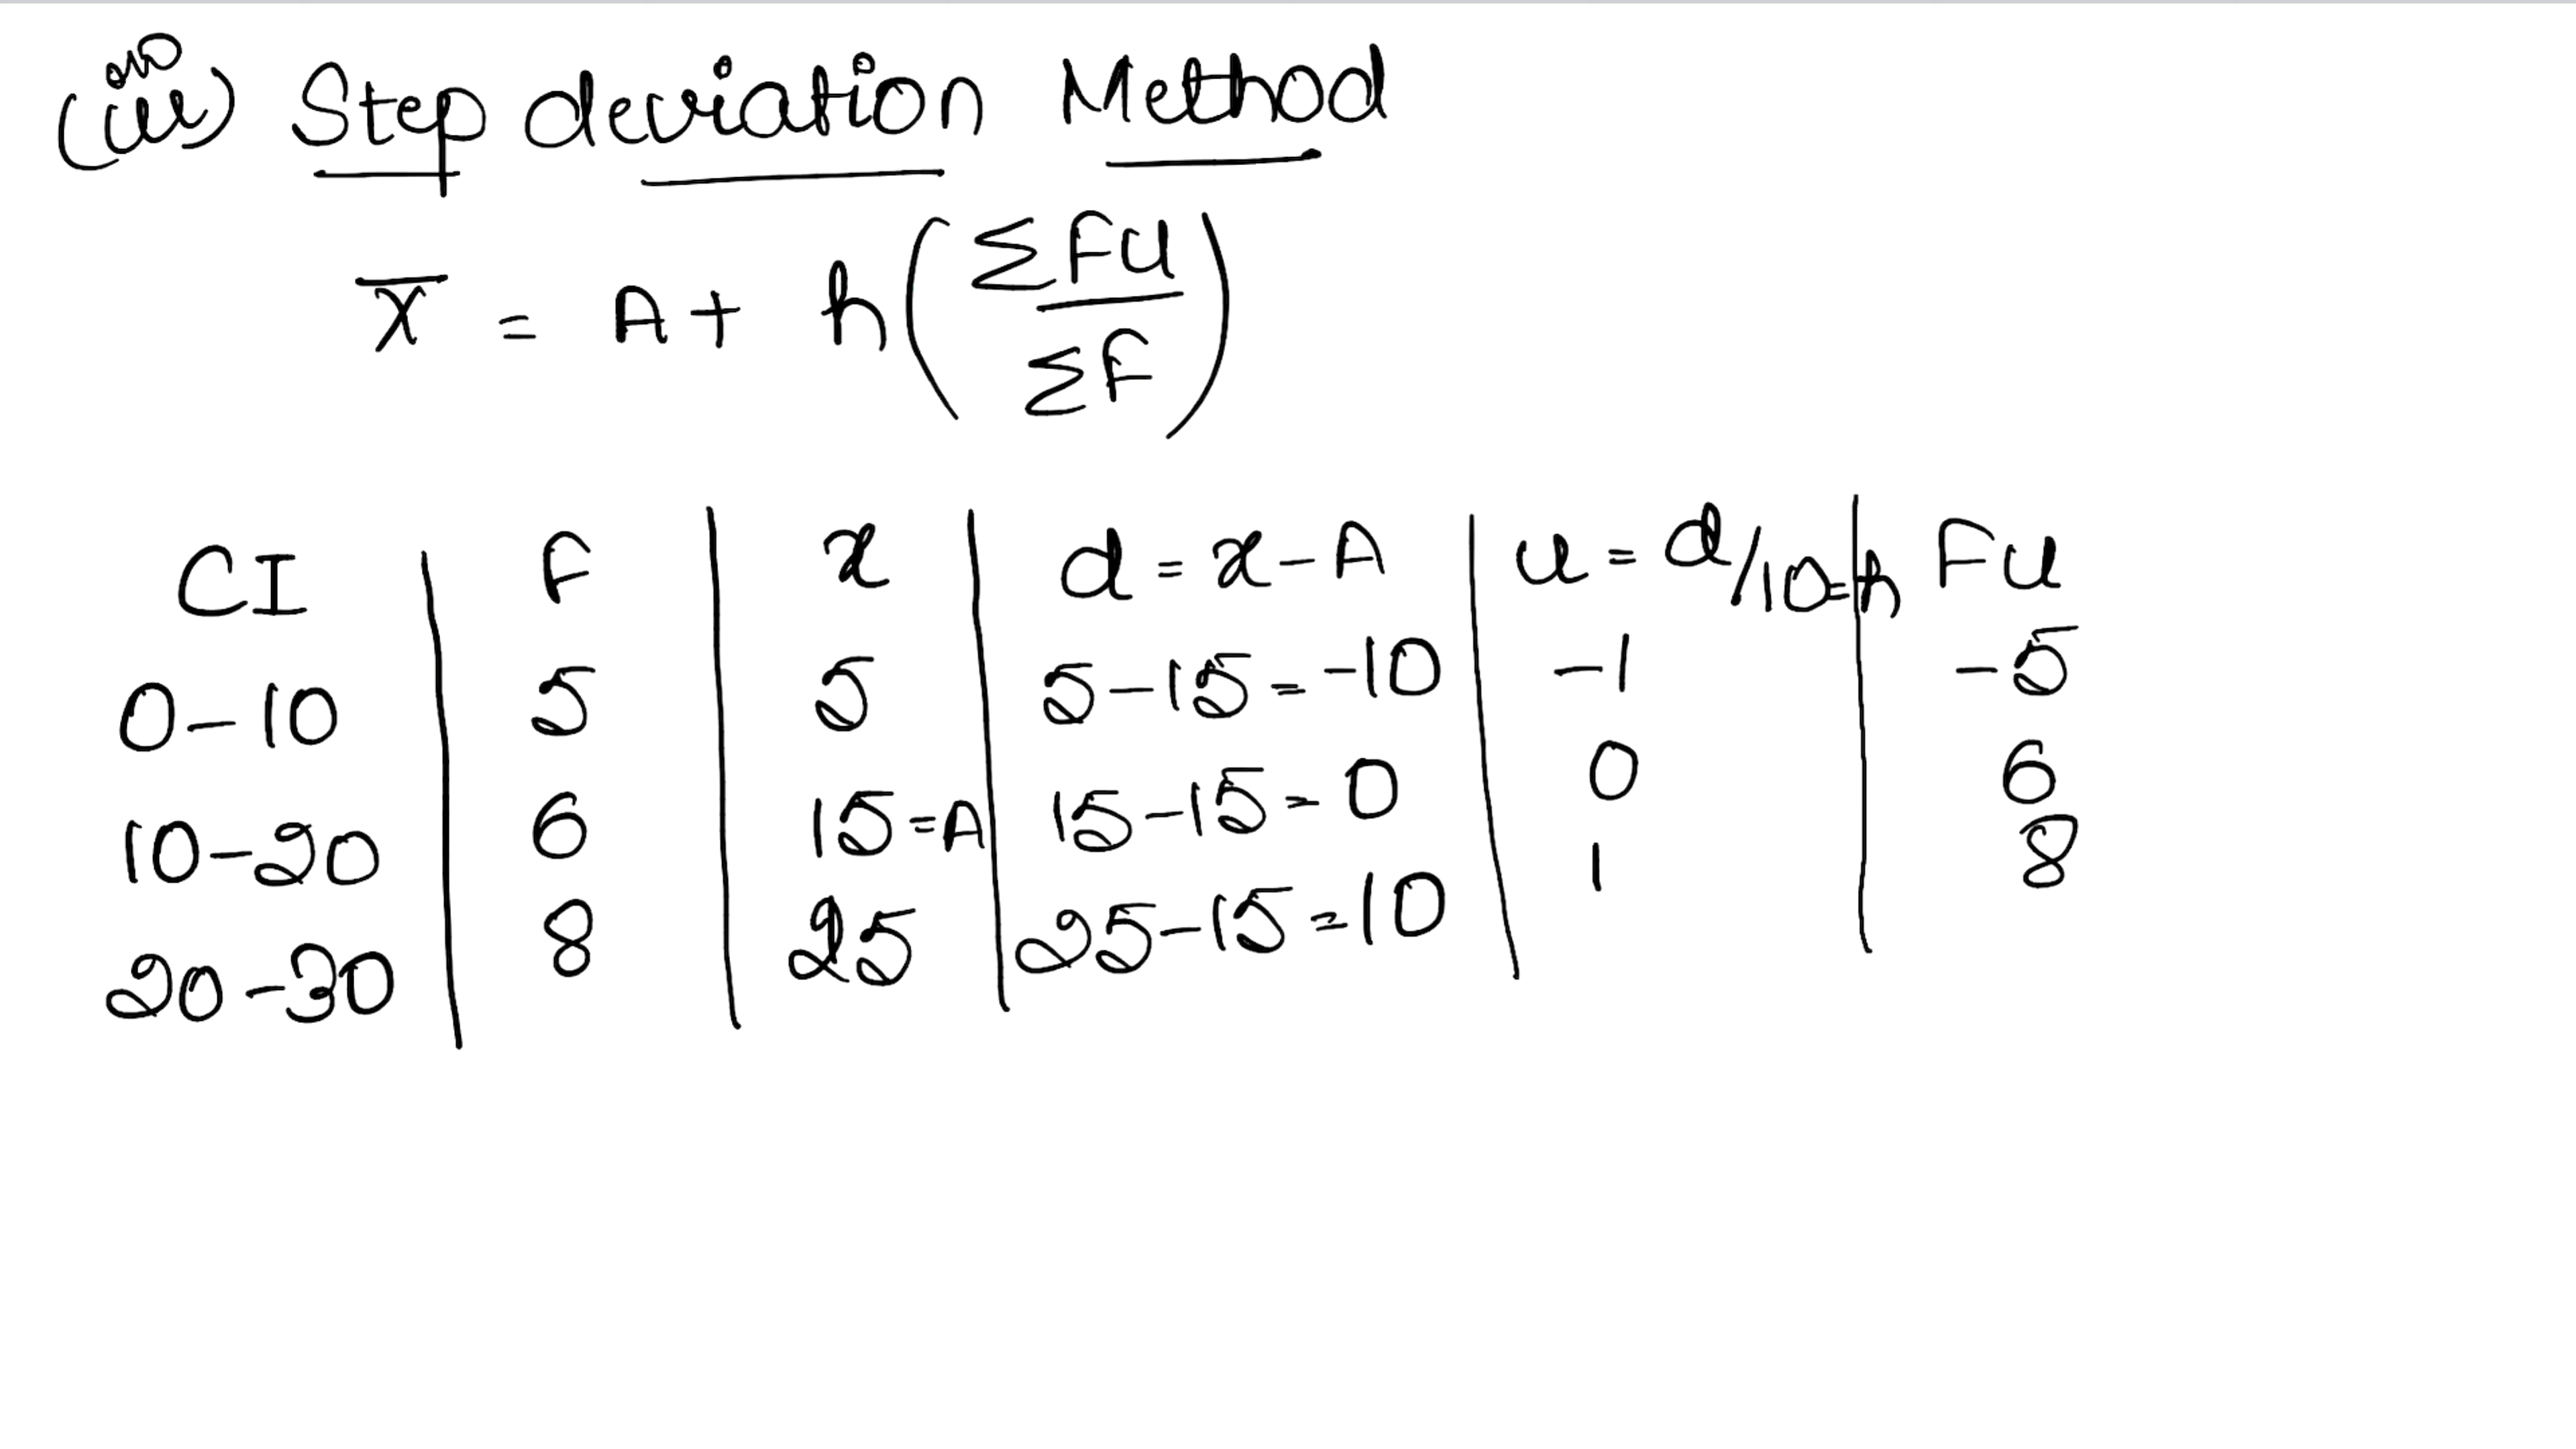 (iii) Step deviation Method
x̄ = A + h(ΣFu/ΣF)
CI | F | x | d = x - A | u = d/10=h | Fu
0-10 | 5 | 5 | 5-15=-10 | -1 | -5
10-20 | 6 | 15=A | 15-15=0 | 0 | 6
20-30 | 8 | 25 | 25-15=10 | 1 | 8